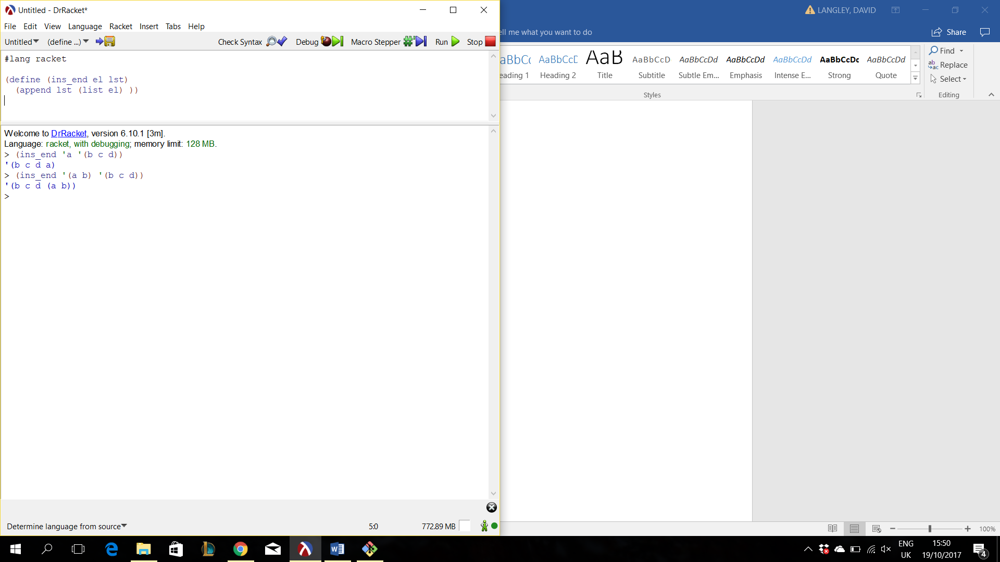 Untitled - DrRacket*
File Edit View Language Racket Insert Tabs Help
Untitled (define ...) Check Syntax Debug Macro Stepper Run Stop
#lang racket
(define (ins_end el lst)
(append lst (list el) ))
Welcome to DrRacket, version 6.10.1 [3m].
Language: racket, with debugging; memory limit: 128 MB.
> (ins_end 'a '(b c d))
'(b c d a)
> (ins_end '(a b) '(b c d))
'(b c d (a b))
>
Determine language from source 5:0 772.89 MB
LANGLEY, DAVID
ell me what you want to do
Share
aBbCc AaBbCcD AaB AaBbCcD AaBbCcDd AaBbCcDd AaBbCcDd AaBbCcDc AaBbCcDd
eading 1 Heading 2 Title Subtitle Subtle Em... Emphasis Intense E... Strong Quote
Styles
Find
Replace
Select
Editing
100%
ENG
UK
15:50
19/10/2017
4